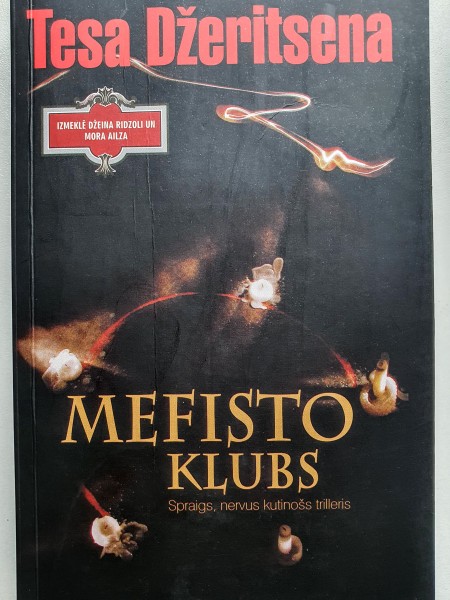 Tesa Džeritsena
IZMEKLĒ DŽEINA RIDZOLI UN
MORA AILZA
MEFISTO
KLUBS
Spraigs, nervus kutinošs trilleris